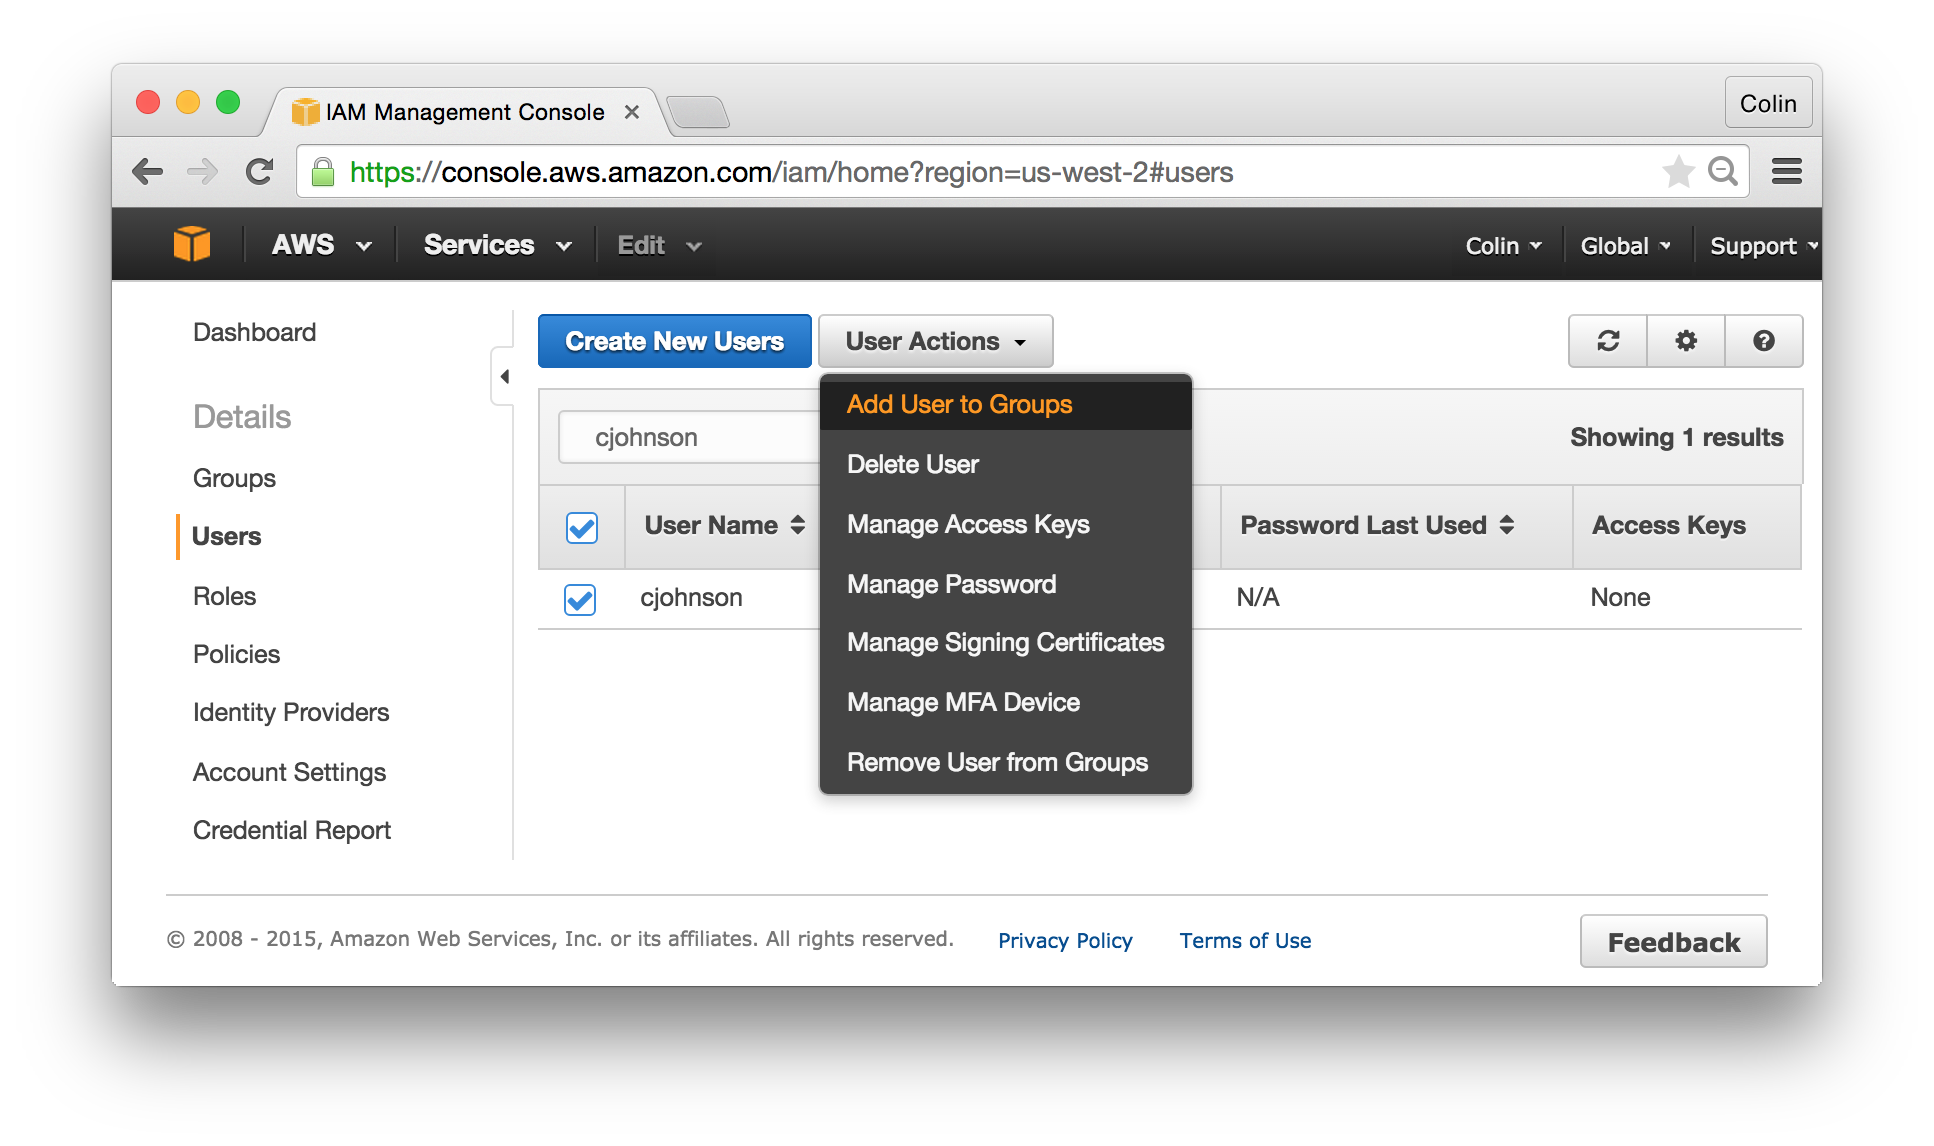 IAM Management Console
Colin
https://console.aws.amazon.com/iam/home?region=us-west-2#users
AWS Services Edit Colin Global Support
Dashboard
Details
Groups
Users
Roles
Policies
Identity Providers
Account Settings
Credential Report
Create New Users User Actions
Add User to Groups
Delete User
Manage Access Keys
Manage Password
Manage Signing Certificates
Manage MFA Device
Remove User from Groups
cjohnson Showing 1 results
User Name Password Last Used Access Keys
cjohnson N/A None
© 2008 - 2015, Amazon Web Services, Inc. or its affiliates. All rights reserved. Privacy Policy Terms of Use Feedback